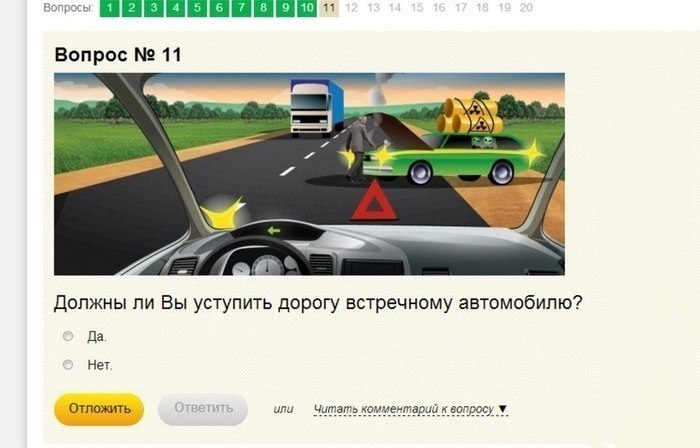 Вопросы: 1 2 3 4 5 6 7 8 9 10 11 12 13 14 15 16 17 18 19 20
Вопрос № 11
Должны ли Вы уступить дорогу встречному автомобилю?
Да.
Нет.
Отложить Ответить или Читать комментарий к вопросу ▼